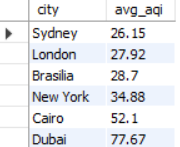 city avg_aqi
Sydney 26.15
London 27.92
Brasilia 28.7
New York 34.88
Cairo 52.1
Dubai 77.67